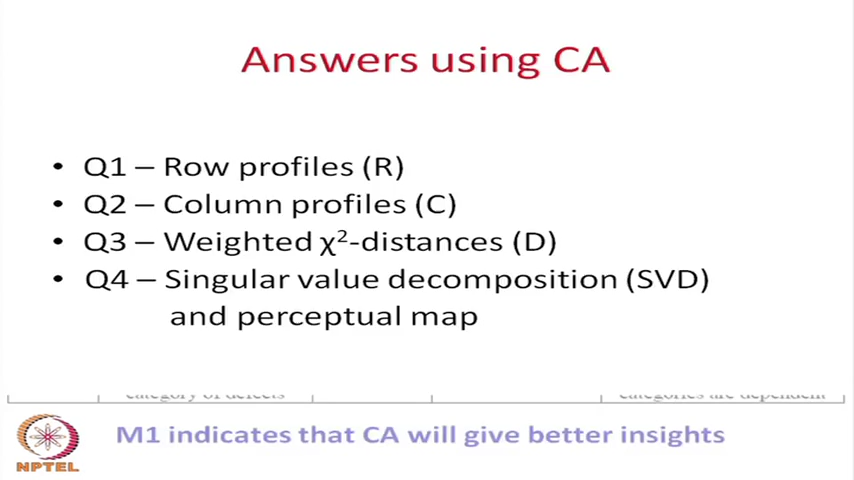 Answers using CA
• Q1 – Row profiles (R)
• Q2 – Column profiles (C)
• Q3 – Weighted χ²-distances (D)
• Q4 – Singular value decomposition (SVD)
and perceptual map
category of defects
categories are dependent
M1 indicates that CA will give better insights
NPTEL